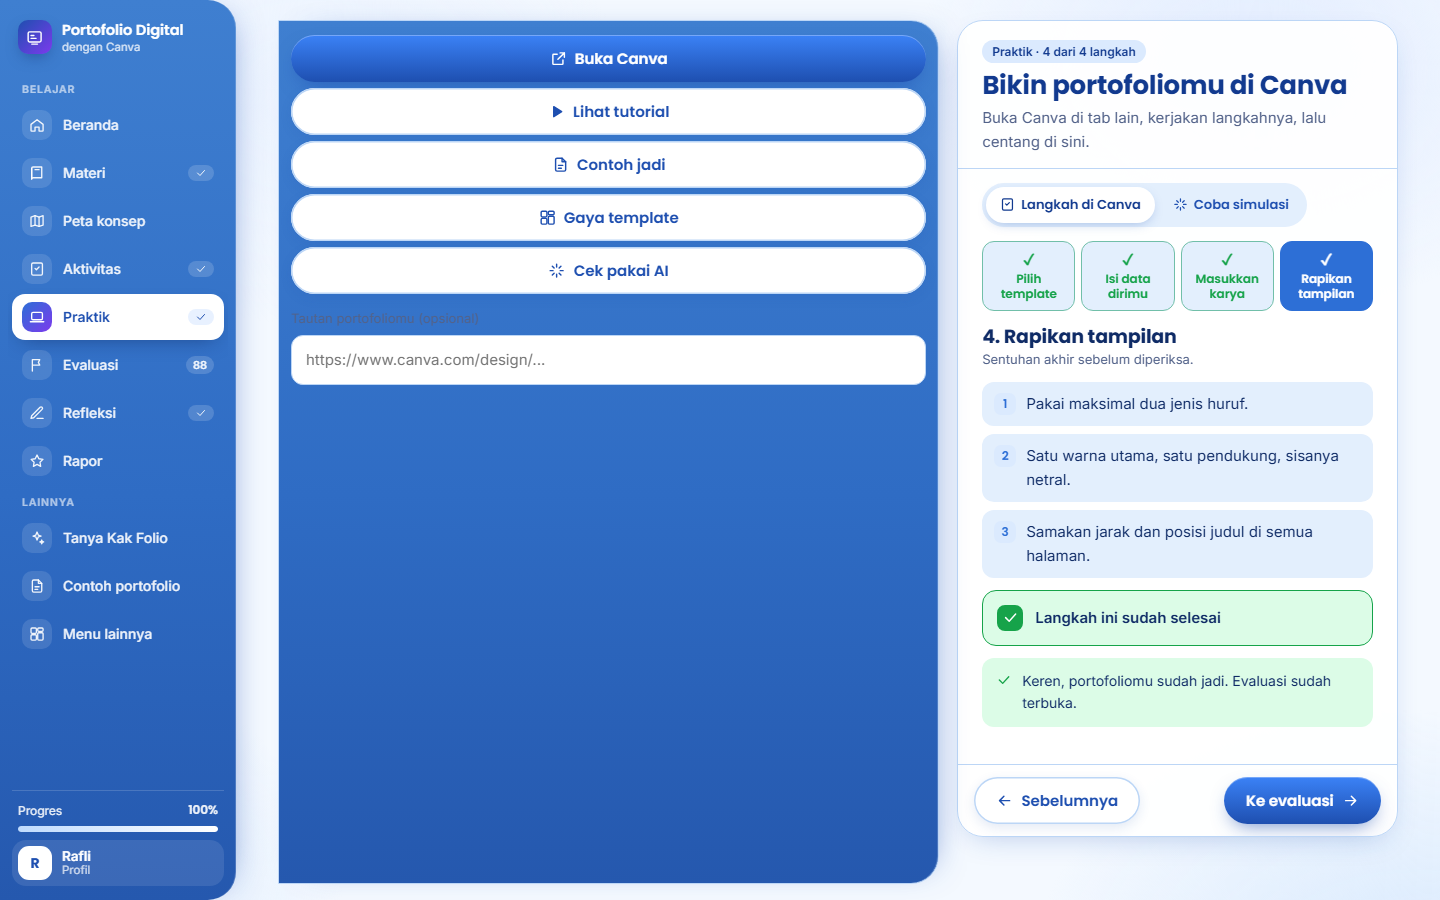 Portofolio Digital
dengan Canva
BELAJAR
Beranda
Materi
Peta konsep
Aktivitas
Praktik
Evaluasi 88
Refleksi
Rapor
LAINNYA
Tanya Kak Folio
Contoh portofolio
Menu lainnya
Progres 100%
R
Rafli
Profil
Buka Canva
Lihat tutorial
Contoh jadi
Gaya template
Cek pakai AI
Tautan portofoliomu (opsional)
https://www.canva.com/design/...
Praktik · 4 dari 4 langkah
Bikin portofoliomu di Canva
Buka Canva di tab lain, kerjakan langkahnya, lalu
centang di sini.
Langkah di Canva
Coba simulasi
Pilih
template
Isi data
dirimu
Masukkan
karya
Rapikan
tampilan
4. Rapikan tampilan
Sentuhan akhir sebelum diperiksa.
1 Pakai maksimal dua jenis huruf.
2 Satu warna utama, satu pendukung, sisanya
netral.
3 Samakan jarak dan posisi judul di semua
halaman.
Langkah ini sudah selesai
Keren, portofoliomu sudah jadi. Evaluasi sudah
terbuka.
Sebelumnya
Ke evaluasi